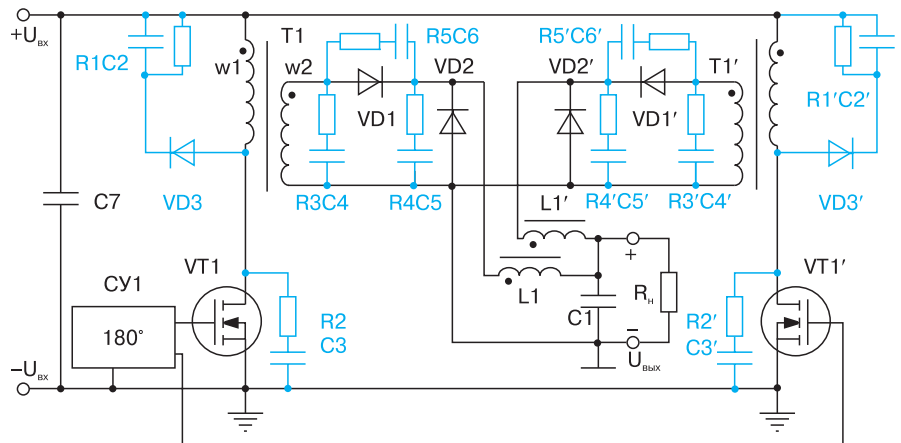 +Uвх
R1C2
w1
T1
w2
R5C6
VD2
VD1
R5′C6′
VD2′
T1′
VD1′
R1′C2′
VD3
R3C4
R4C5
R4′C5′
R3′C4′
VD3′
C7
L1′
+
VT1
VT1′
СУ1
180°
L1
Rн
C1
R2
C3
R2′
C3′
−
Uвых
−Uвх